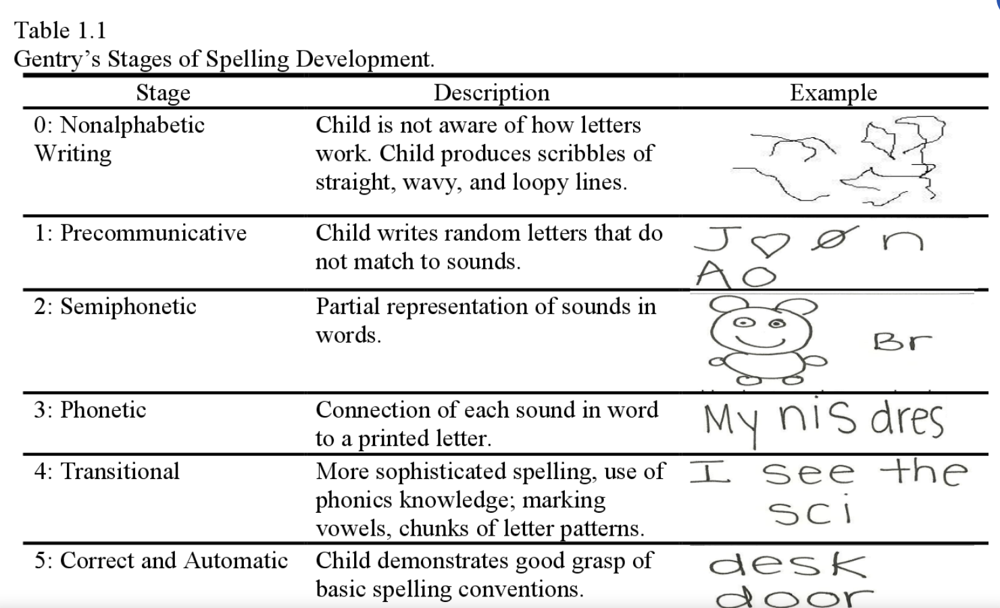 Table 1.1
Gentry’s Stages of Spelling Development.
Stage Description Example
0: Nonalphabetic
Writing
Child is not aware of how letters
work. Child produces scribbles of
straight, wavy, and loopy lines.
1: Precommunicative
Child writes random letters that do
not match to sounds.
J n
A O
2: Semiphonetic
Partial representation of sounds in
words.
Br
3: Phonetic
Connection of each sound in word
to a printed letter.
My nis dres
4: Transitional
More sophisticated spelling, use of
phonics knowledge; marking
vowels, chunks of letter patterns.
I see the
sci
5: Correct and Automatic
Child demonstrates good grasp of
basic spelling conventions.
desk
door